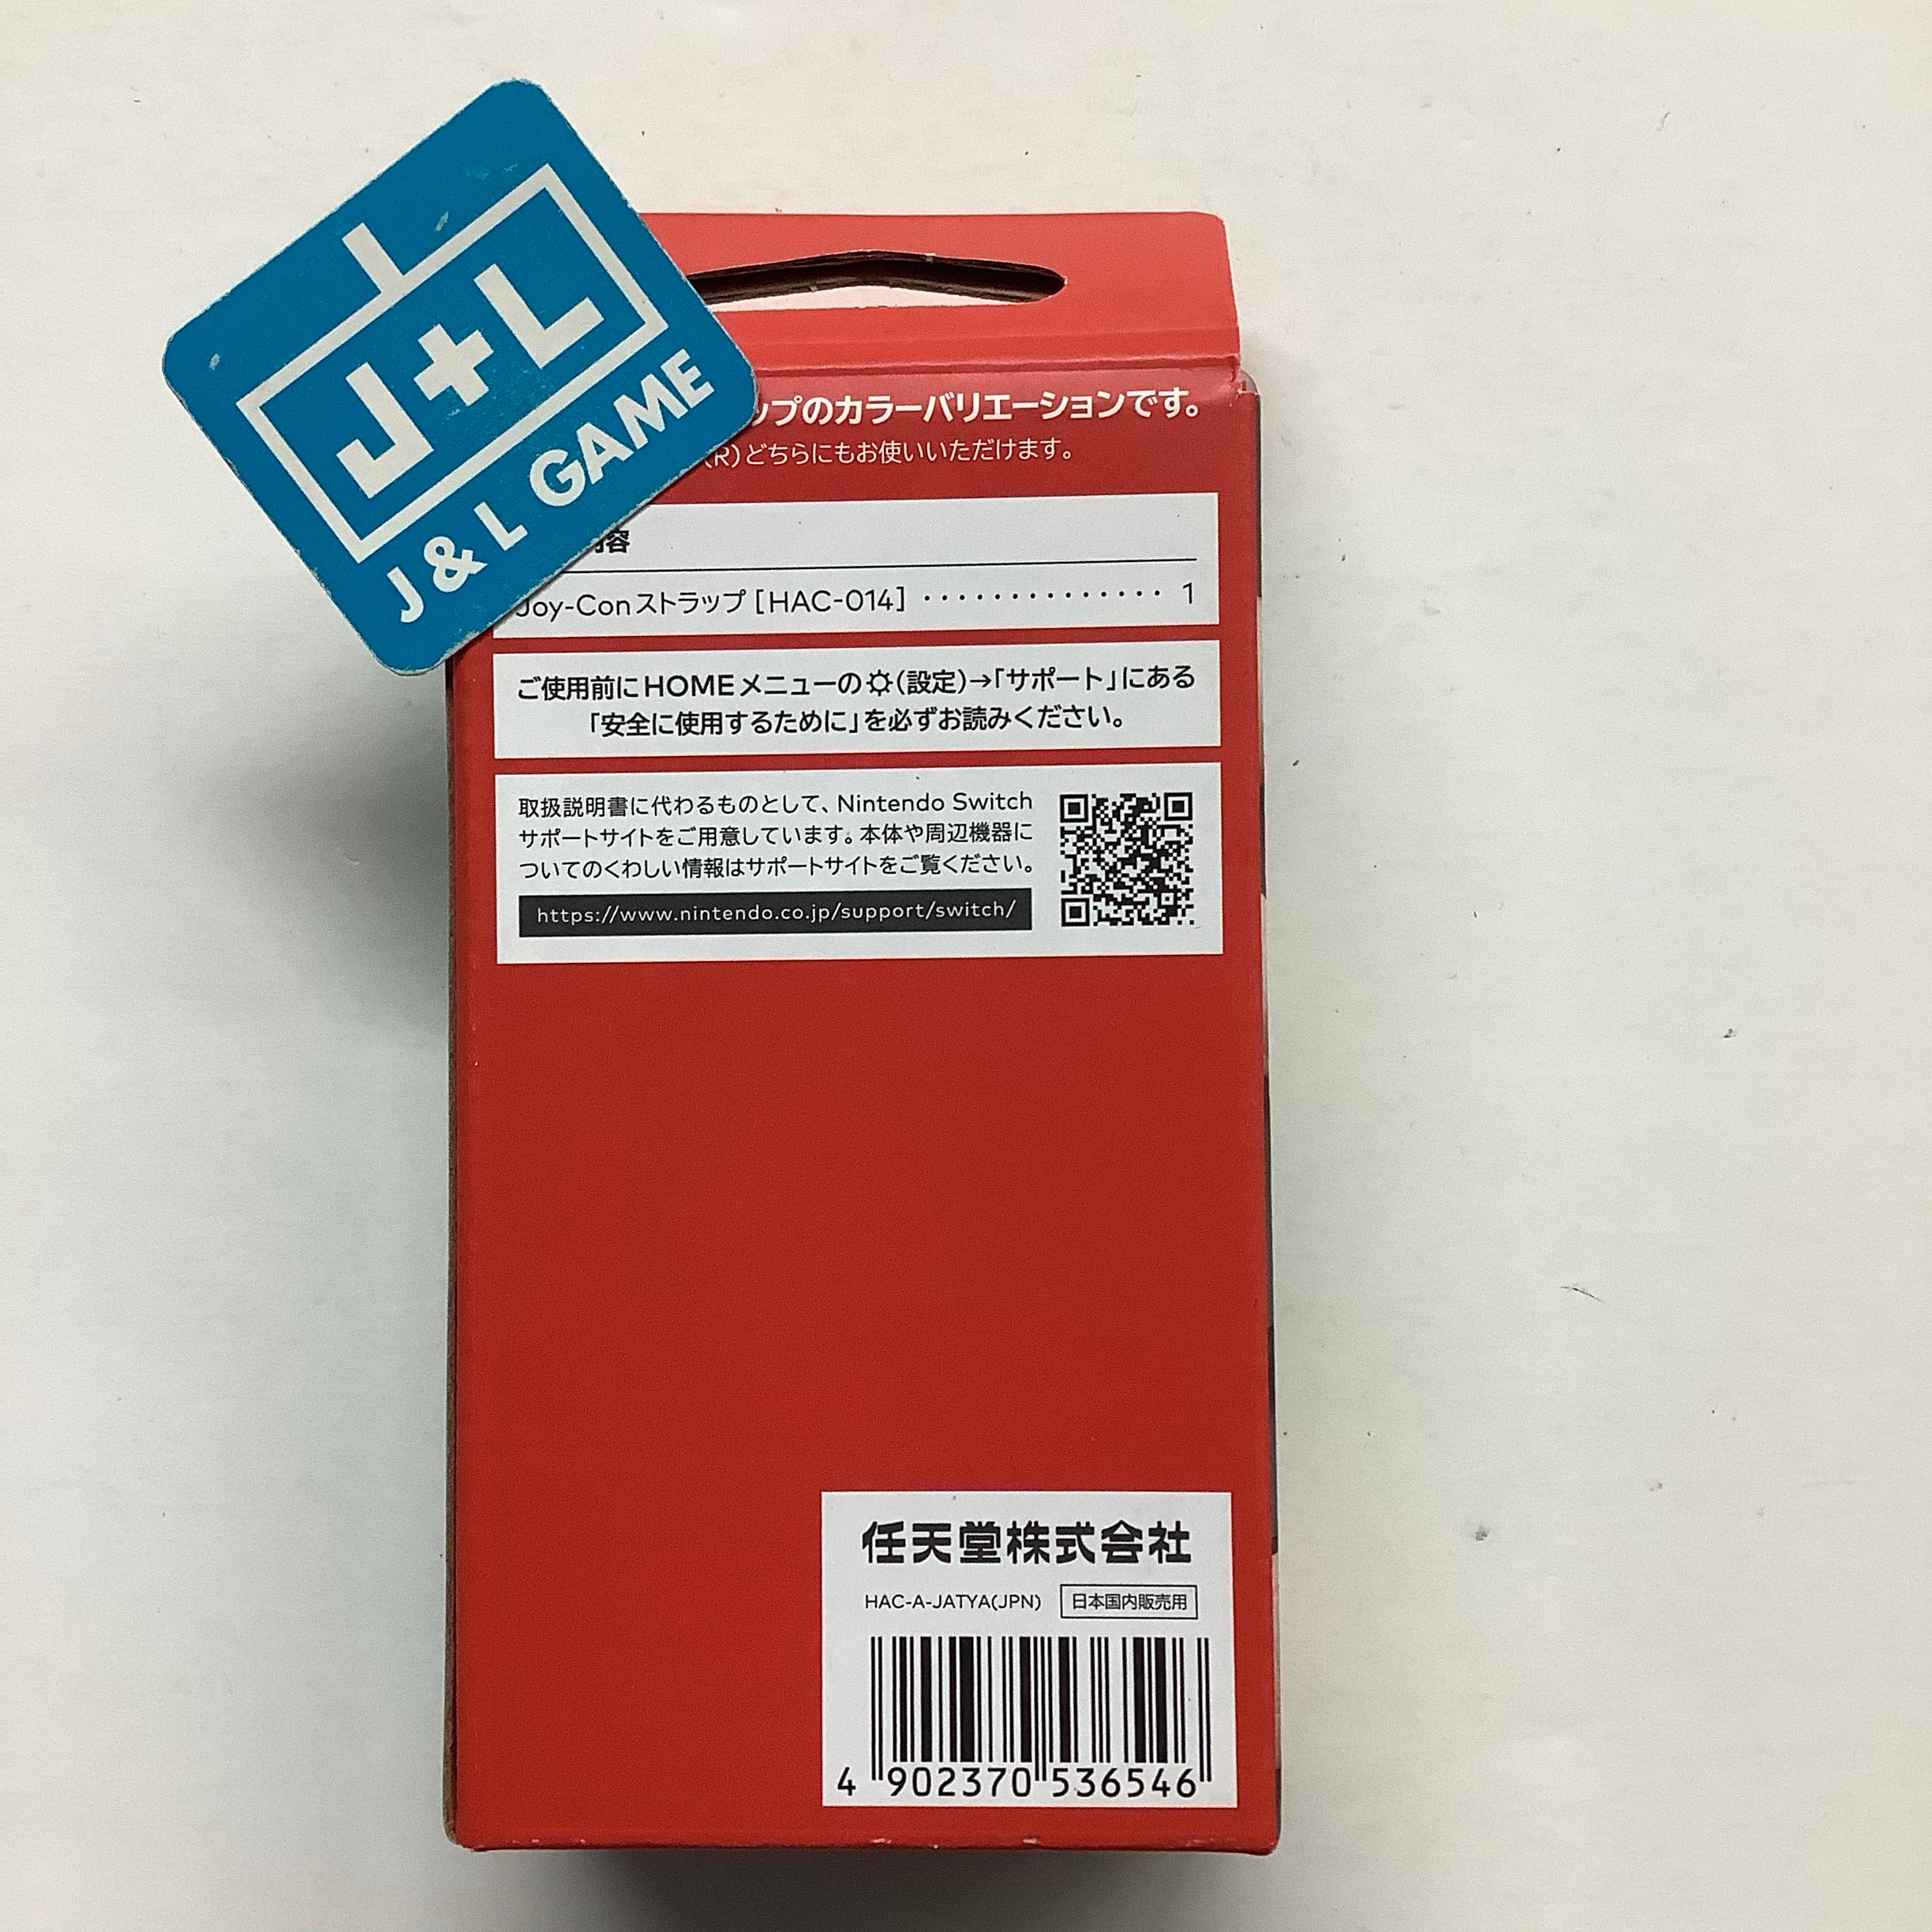 J+L
J & L GAME
プのカラーバリエーションです。
(R)どちらにもお使いいただけます。
内容
Joy-Conストラップ[HAC-014] ・・・・・・・・・・・・・・ 1
ご使用前にHOMEメニューの(設定)→「サポート」にある
「安全に使用するために」を必ずお読みください。
取扱説明書に代わるものとして、Nintendo Switch
サポートサイトをご用意しています。本体や周辺機器に
ついてのくわしい情報はサポートサイトをご覧ください。
https://www.nintendo.co.jp/support/switch/
任天堂株式会社
HAC-A-JATYA(JPN) 日本国内販売用
4 902370 536546